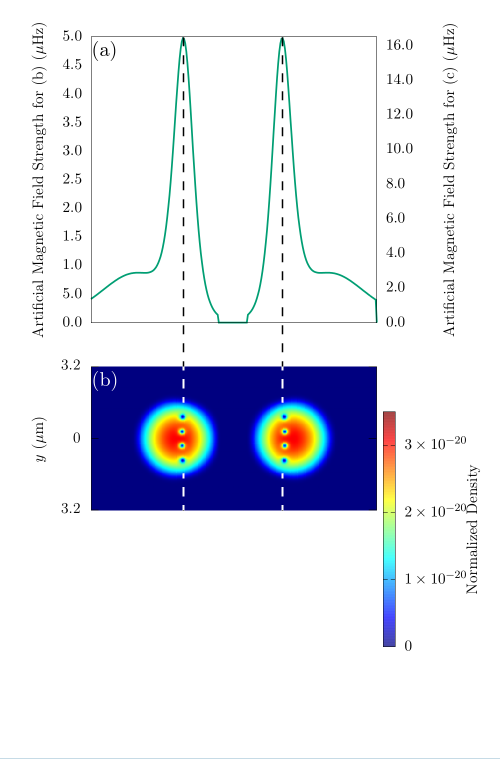 Artificial Magnetic Field Strength for (b) (μHz)
5.0
4.5
4.0
3.5
3.0
2.5
2.0
1.5
1.0
5.0
0.0
(a)
16.0
14.0
12.0
10.0
8.0
6.0
4.0
2.0
0.0
Artificial Magnetic Field Strength for (c) (μHz)
3.2
0
3.2
y (μm)
(b)
3 × 10⁻²⁰
2 × 10⁻²⁰
1 × 10⁻²⁰
0
Normalized Density